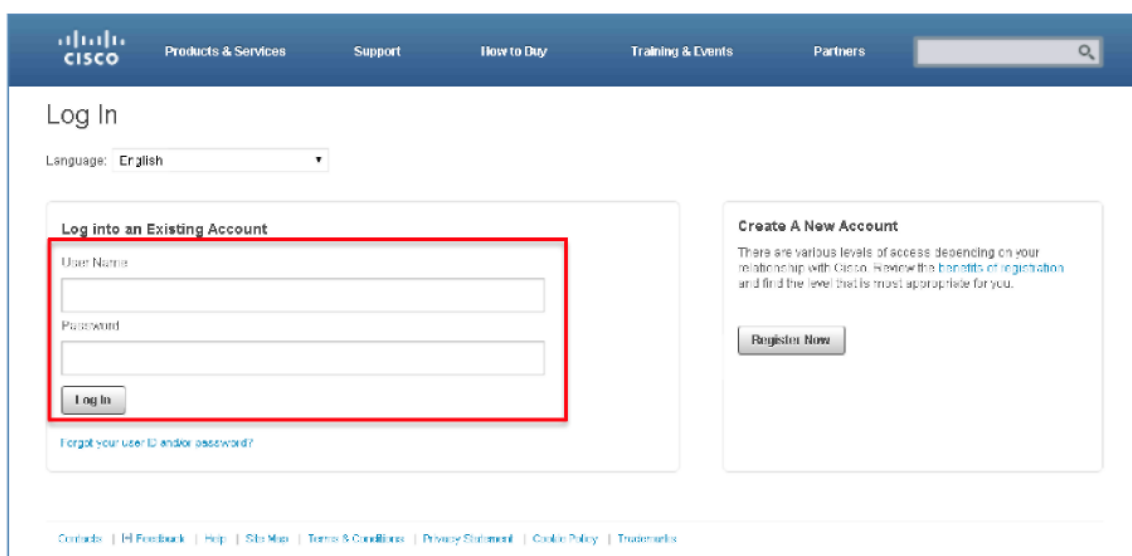 CISCO
Products & Services
Support
How to Buy
Training & Events
Partners
Log In
Language: English
Log into an Existing Account
User Name
Password
Log In
Forgot your user ID and/or password?
Create A New Account
There are various levels of access depending on your
relationship with Cisco. Review the benefits of registration
and find the level that is most appropriate for you.
Register Now
Contacts | [+] Feedback | Help | Site Map | Terms & Conditions | Privacy Statement | Cookie Policy | Trademarks